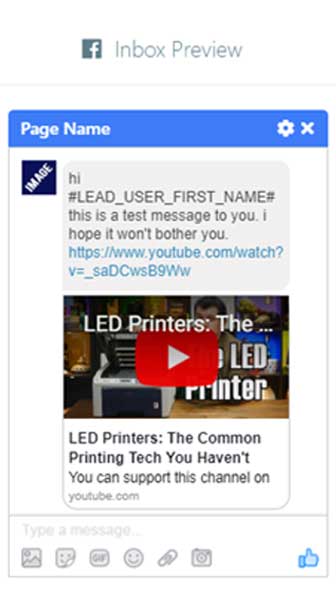 Inbox Preview
Page Name
IMAGE
hi
#LEAD_USER_FIRST_NAME#
this is a test message to you. i
hope it won't bother you.
https://www.youtube.com/watch?
v=_saDCwsB9Ww
LED Printers: The ...
The LED
Printer
LED Printers: The Common
Printing Tech You Haven't
You can support this channel on
youtube.com
Type a message...
GIF